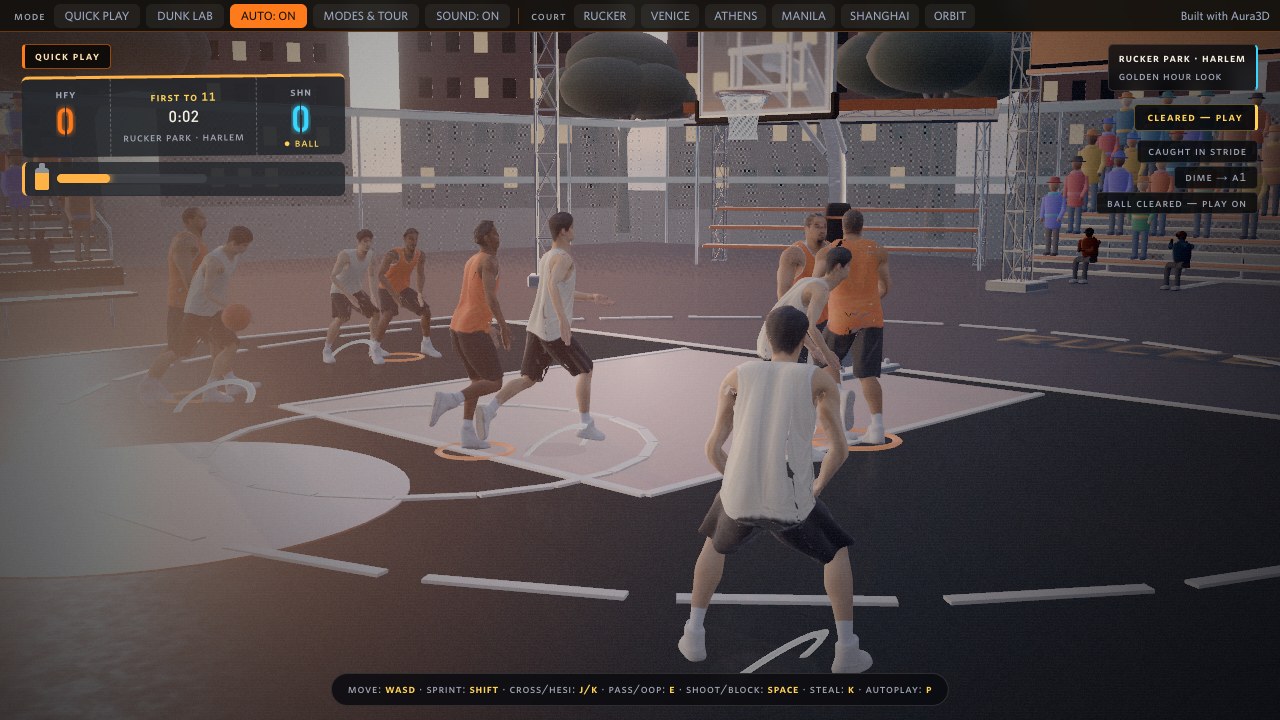 MODE QUICK PLAY DUNK LAB AUTO: ON MODES & TOUR SOUND: ON COURT RUCKER VENICE ATHENS MANILA SHANGHAI ORBIT Built with Aura3D
QUICK PLAY
HFY
0
FIRST TO 11
0:02
RUCKER PARK · HARLEM
SHN
0
● BALL
RUCKER PARK · HARLEM
GOLDEN HOUR LOOK
CLEARED — PLAY
CAUGHT IN STRIDE
DIME → A1
BALL CLEARED — PLAY ON
MOVE: WASD · SPRINT: SHIFT · CROSS/HESI: J/K · PASS/OOP: E · SHOOT/BLOCK: SPACE · STEAL: K · AUTOPLAY: P